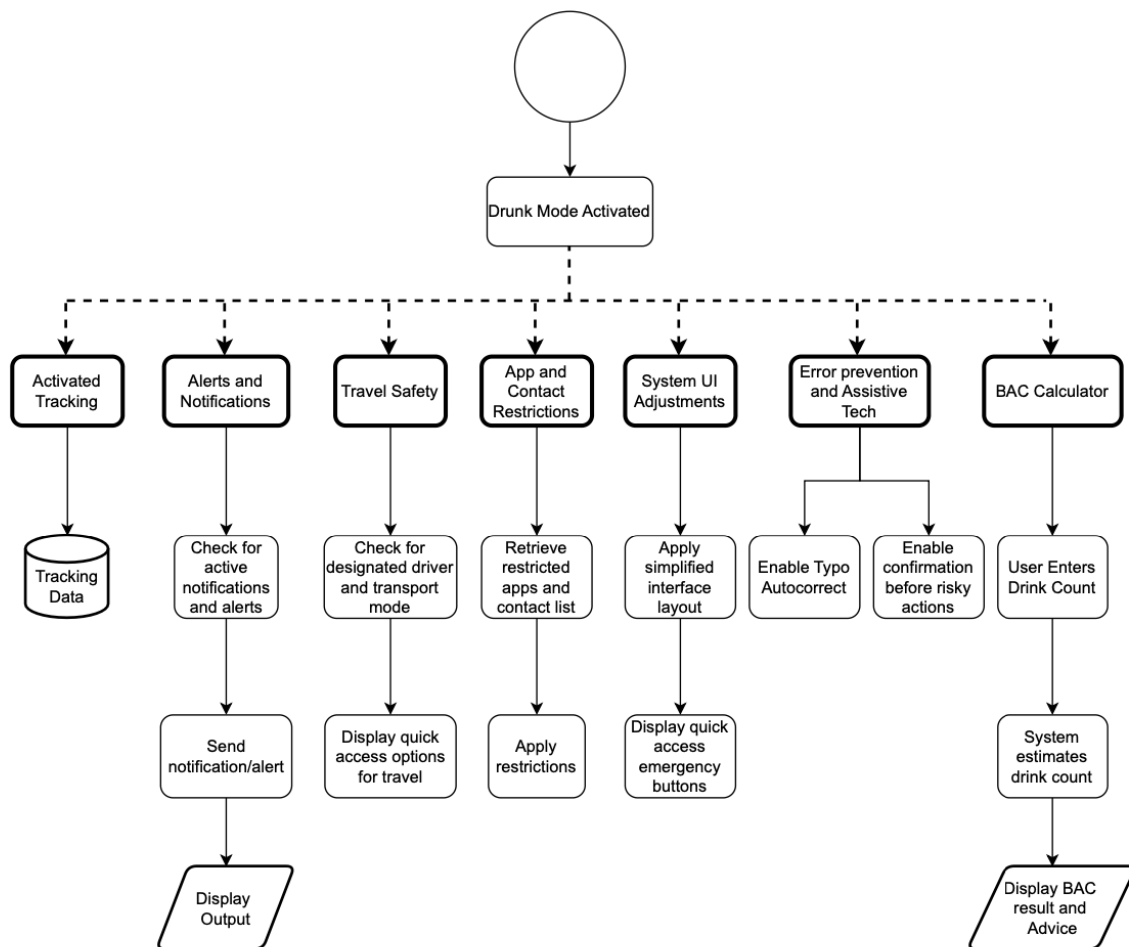 Drunk Mode Activated
Activated
Tracking
Alerts and
Notifications
Travel Safety
App and
Contact
Restrictions
System UI
Adjustments
Error prevention
and Assistive
Tech
BAC Calculator
Tracking
Data
Check for
active
notifications
and alerts
Check for
designated driver
and transport
mode
Retrieve
restricted
apps and
contact list
Apply
simplified
interface
layout
Enable Typo
Autocorrect
Enable
confirmation
before risky
actions
User Enters
Drink Count
Send
notification/alert
Display quick
access options
for travel
Apply
restrictions
Display quick
access
emergency
buttons
System
estimates
drink count
Display
Output
Display BAC
result and
Advice